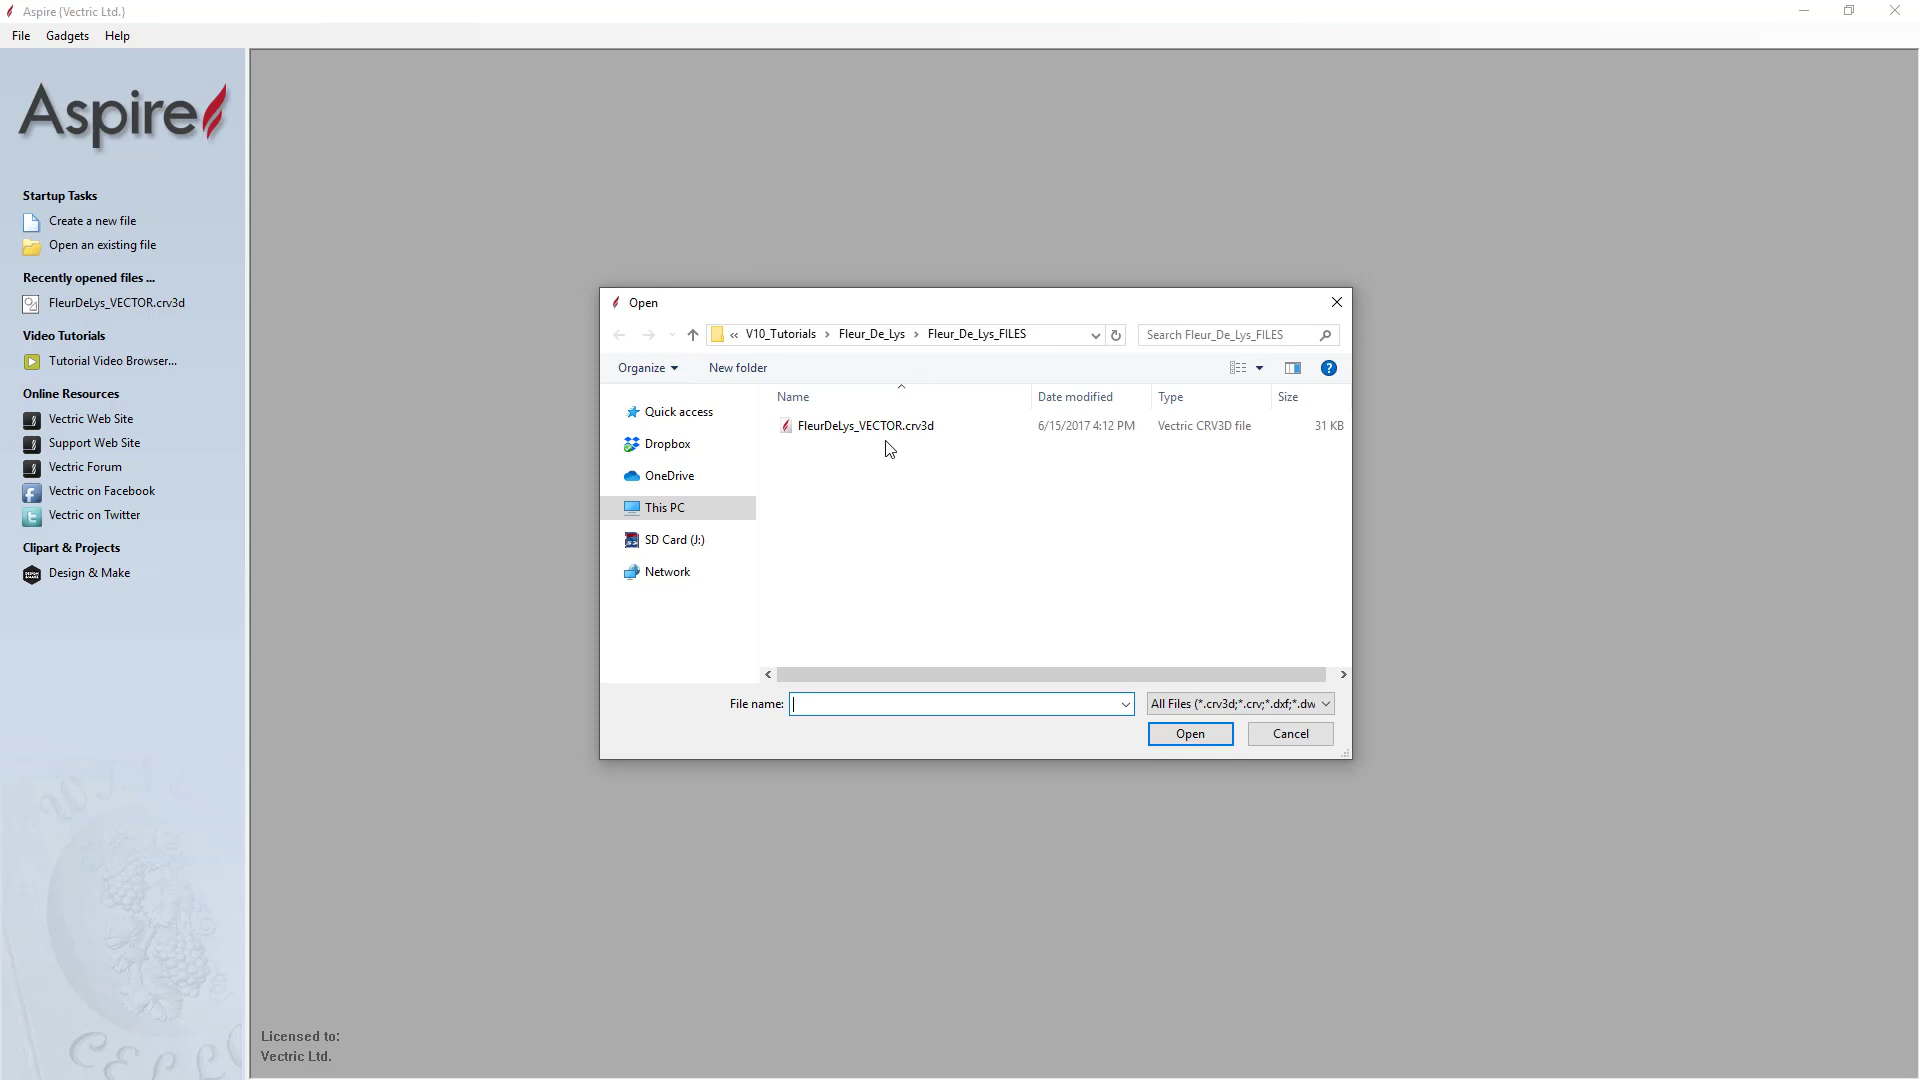 Aspire {Vectric Ltd.}
File Gadgets Help
Aspire
Startup Tasks
Create a new file
Open an existing file
Recently opened files ...
FleurDeLys_VECTOR.crv3d
Video Tutorials
Tutorial Video Browser...
Online Resources
Vectric Web Site
Support Web Site
Vectric Forum
Vectric on Facebook
Vectric on Twitter
Clipart & Projects
Design & Make
Open
« V10_Tutorials › Fleur_De_Lys › Fleur_De_Lys_FILES
Search Fleur_De_Lys_FILES
Organize New folder
Name Date modified Type Size
FleurDeLys_VECTOR.crv3d 6/15/2017 4:12 PM Vectric CRV3D file 31 KB
Quick access
Dropbox
OneDrive
This PC
SD Card (J:)
Network
File name:
All Files (*.crv3d;*.crv;*.dxf;*.dw
Open Cancel
Licensed to:
Vectric Ltd.